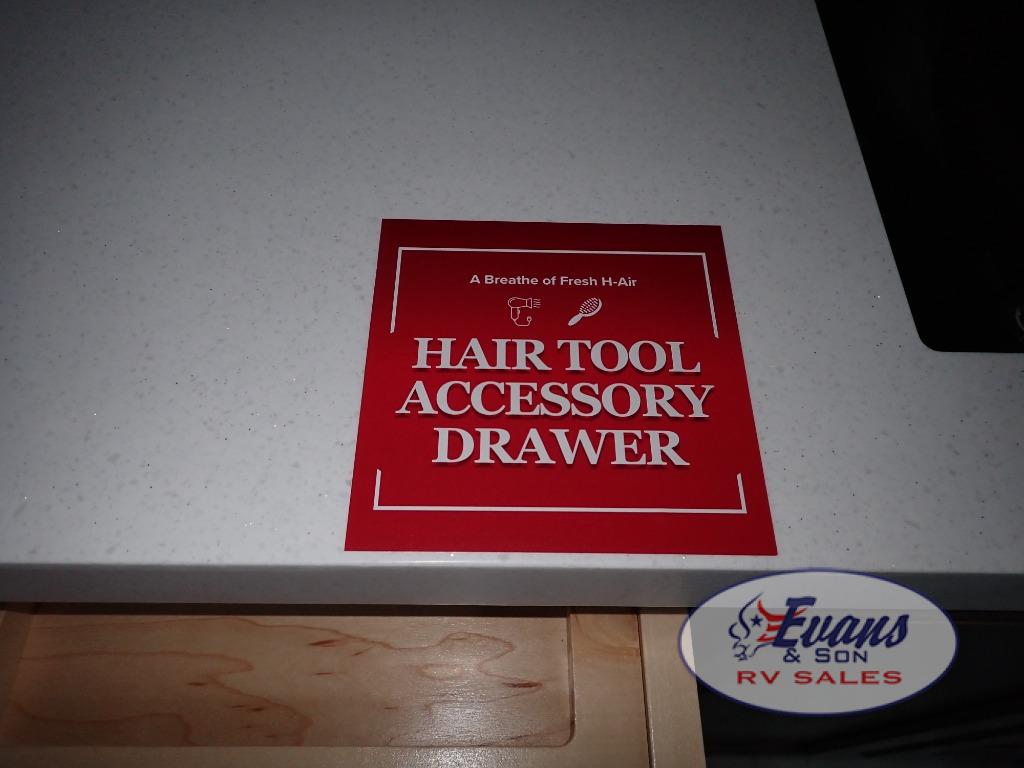 A Breathe of Fresh H-Air
HAIR TOOL
ACCESSORY
DRAWER
Evans
& SON
RV SALES